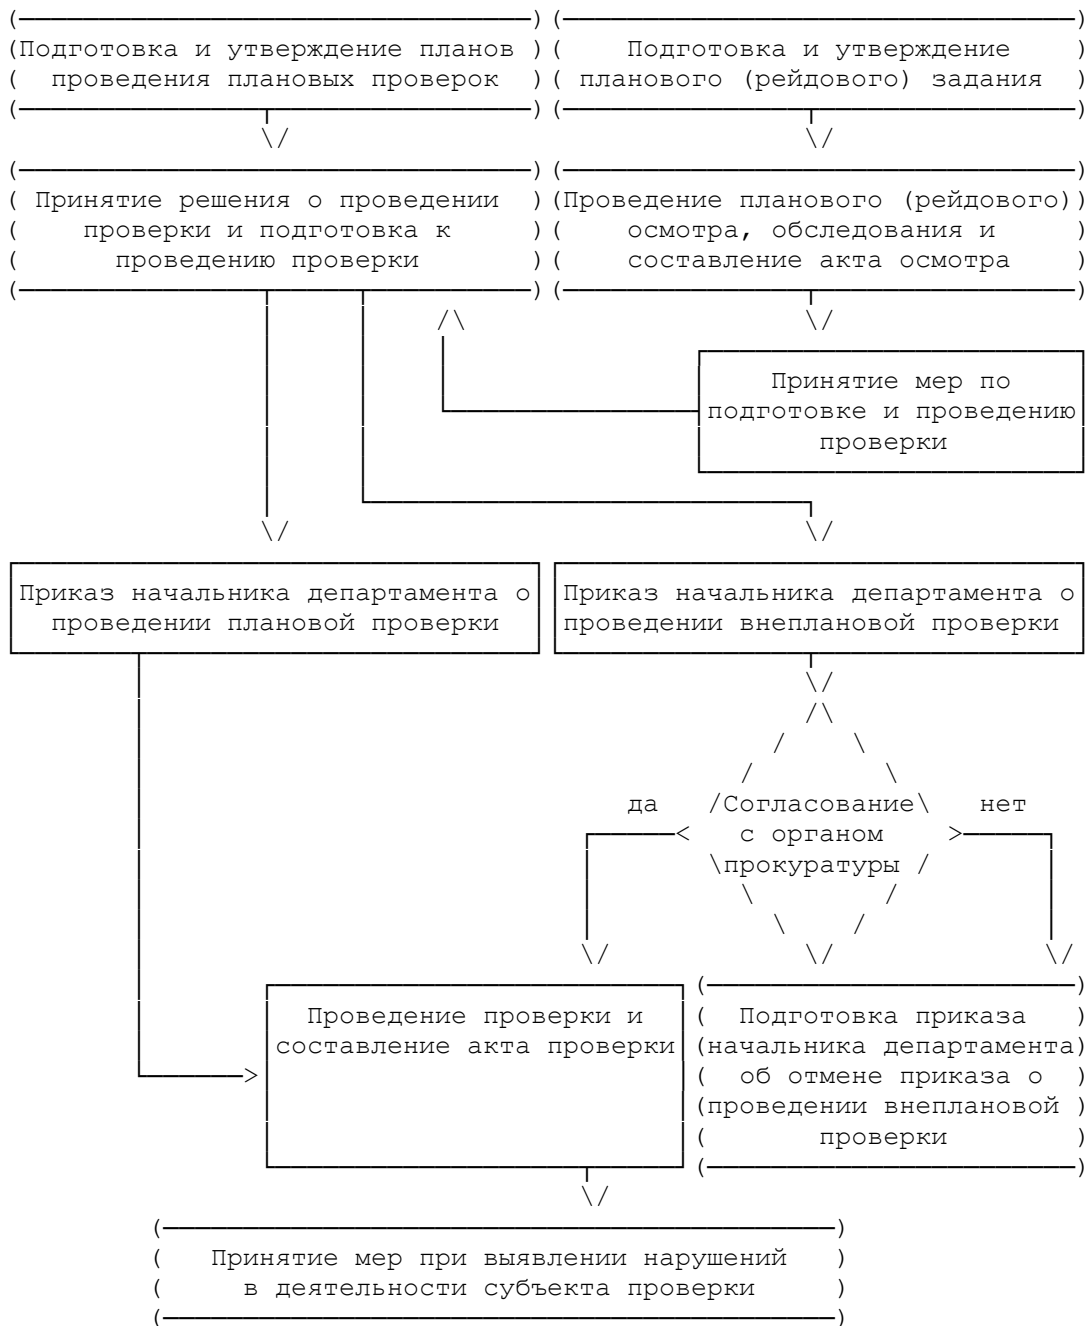 Подготовка и утверждение планов
проведения плановых проверок
Подготовка и утверждение
планового (рейдового) задания
Принятие решения о проведении
проверки и подготовка к
проведению проверки
Проведение планового (рейдового)
осмотра, обследования и
составление акта осмотра
Принятие мер по
подготовке и проведению
проверки
Приказ начальника департамента о
проведении плановой проверки
Приказ начальника департамента о
проведении внеплановой проверки
да
Согласование
с органом
прокуратуры
нет
Проведение проверки и
составление акта проверки
Подготовка приказа
начальника департамента
об отмене приказа о
проведении внеплановой
проверки
Принятие мер при выявлении нарушений
в деятельности субъекта проверки